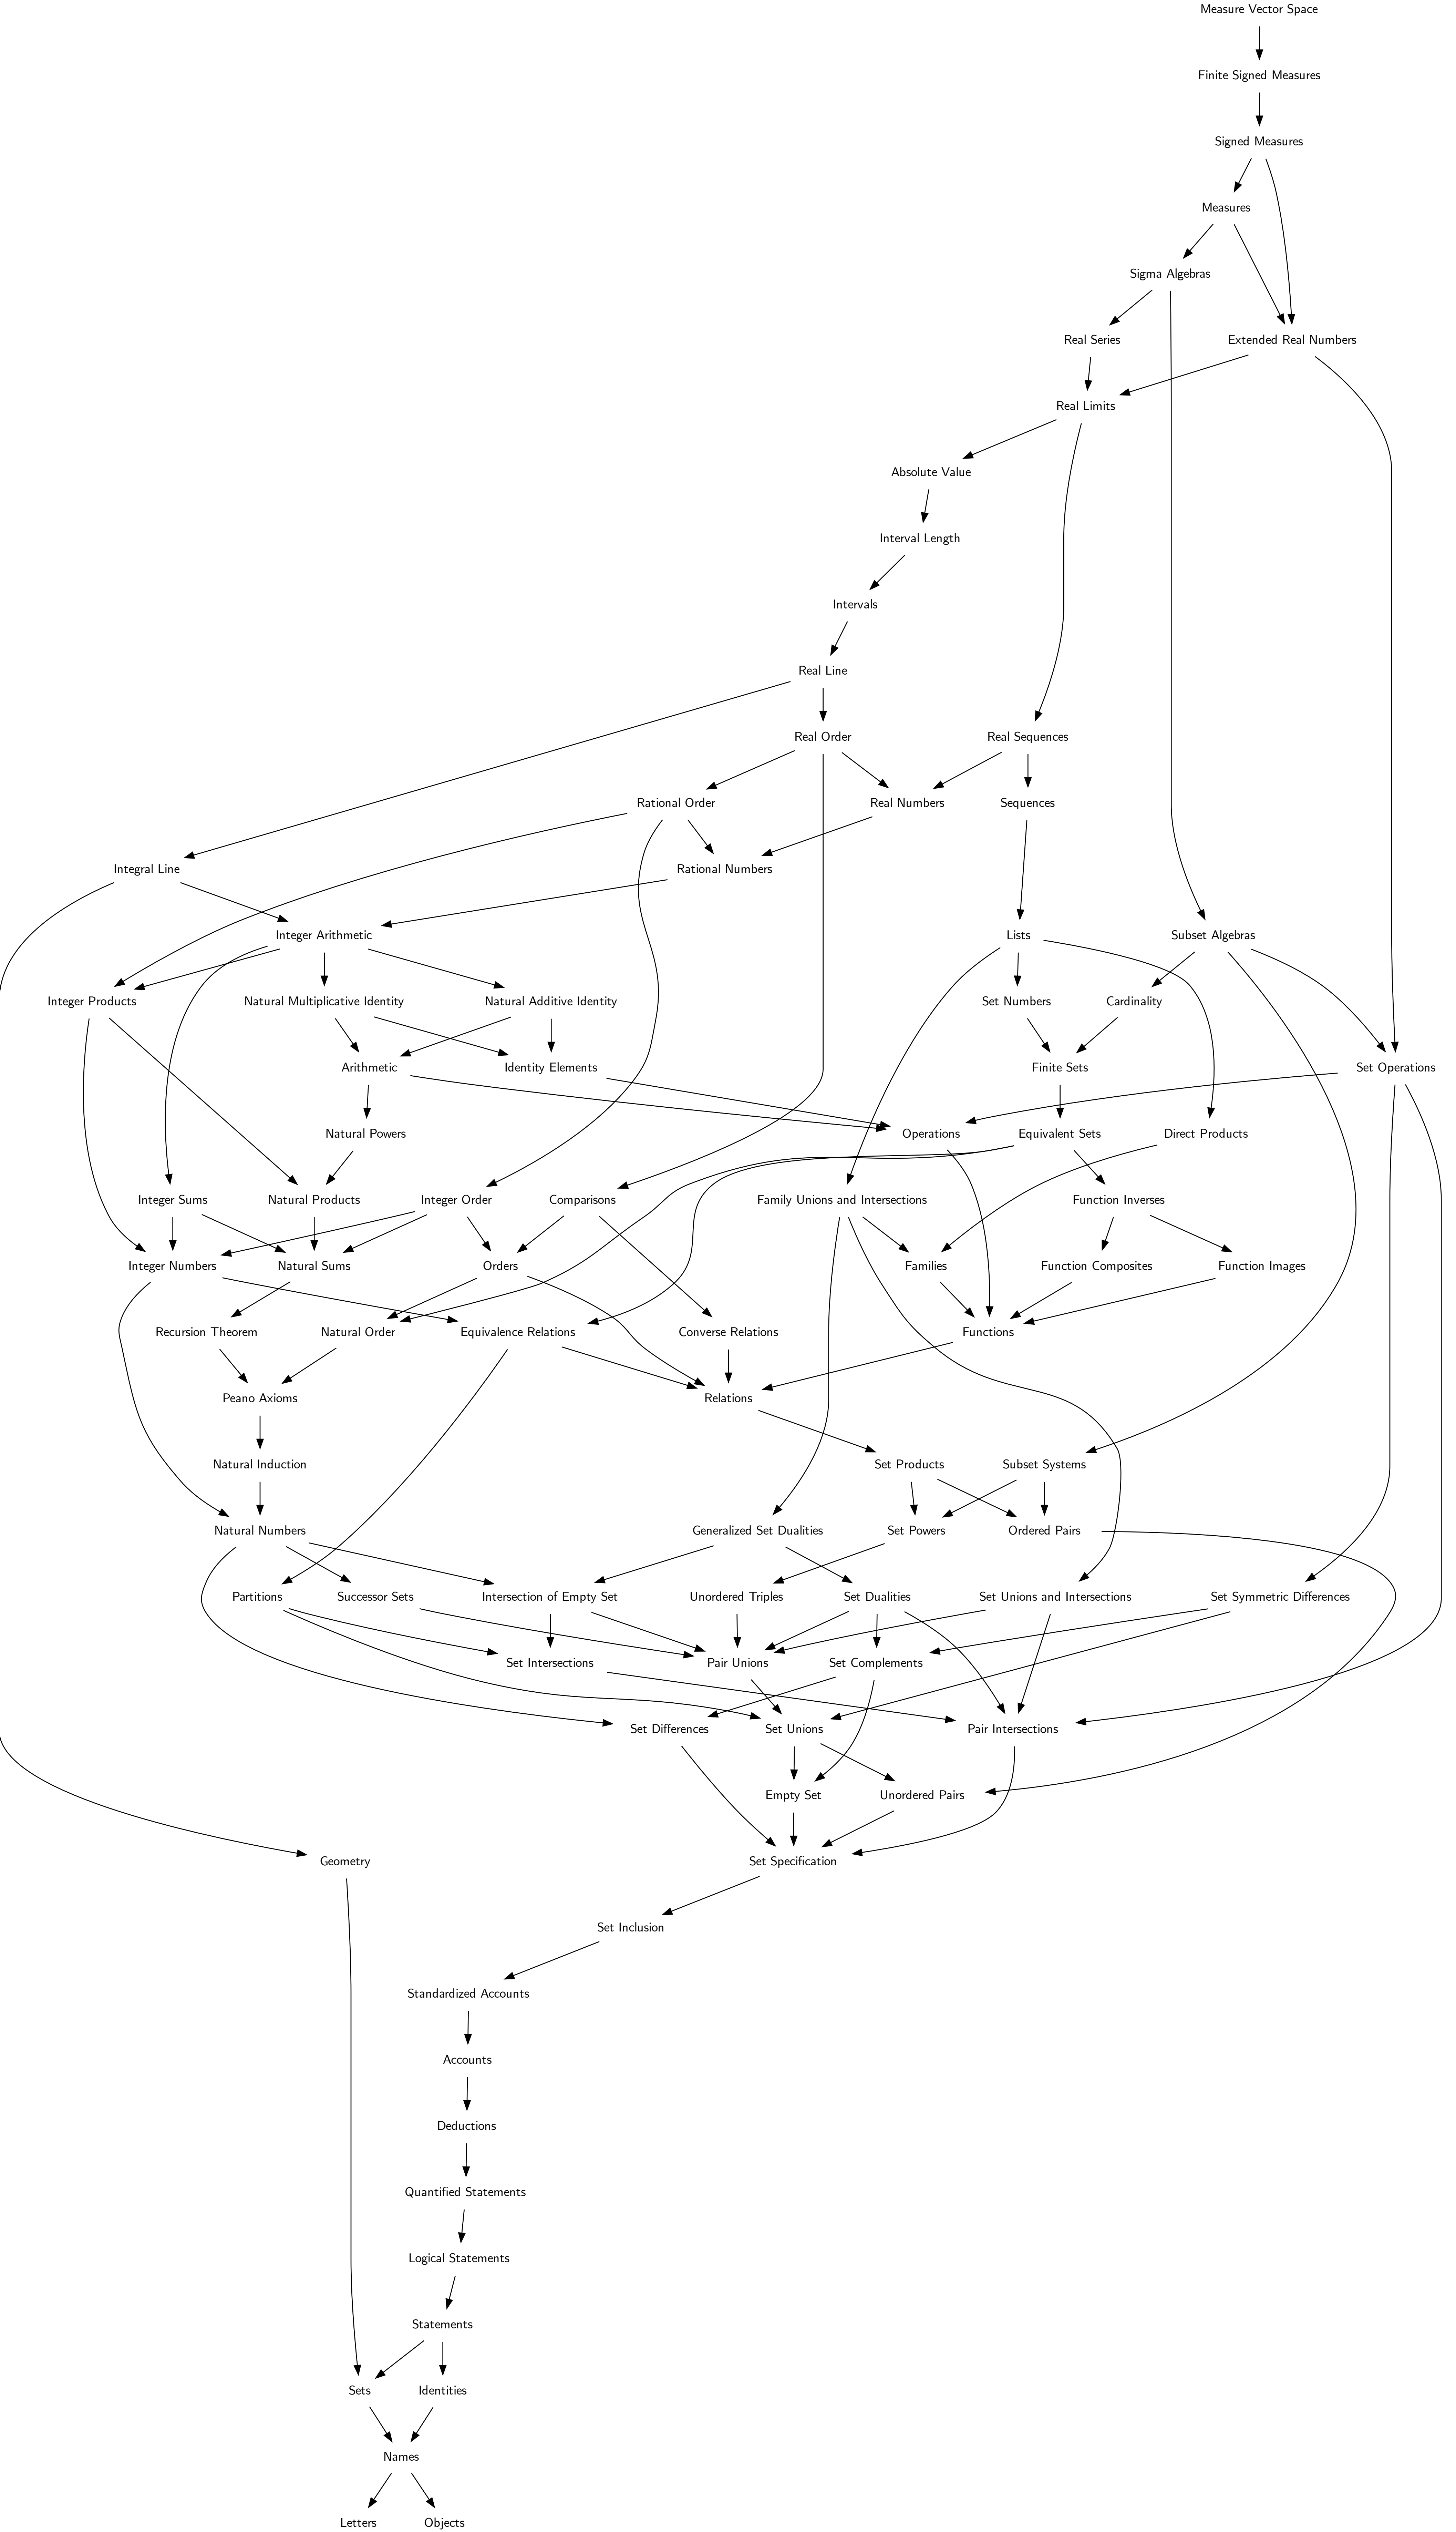 Measure Vector Space
Finite Signed Measures
Signed Measures
Measures
Sigma Algebras
Real Series
Extended Real Numbers
Real Limits
Absolute Value
Interval Length
Intervals
Real Line
Real Order
Real Sequences
Rational Order
Real Numbers
Sequences
Integral Line
Rational Numbers
Integer Arithmetic
Lists
Subset Algebras
Integer Products
Natural Multiplicative Identity
Natural Additive Identity
Set Numbers
Cardinality
Arithmetic
Identity Elements
Finite Sets
Set Operations
Natural Powers
Operations
Equivalent Sets
Direct Products
Integer Sums
Natural Products
Integer Order
Comparisons
Family Unions and Intersections
Function Inverses
Integer Numbers
Natural Sums
Orders
Families
Function Composites
Function Images
Recursion Theorem
Natural Order
Equivalence Relations
Converse Relations
Functions
Peano Axioms
Relations
Natural Induction
Set Products
Subset Systems
Natural Numbers
Generalized Set Dualities
Set Powers
Ordered Pairs
Partitions
Successor Sets
Intersection of Empty Set
Unordered Triples
Set Dualities
Set Unions and Intersections
Set Symmetric Differences
Set Intersections
Pair Unions
Set Complements
Set Differences
Set Unions
Pair Intersections
Empty Set
Unordered Pairs
Geometry
Set Specification
Set Inclusion
Standardized Accounts
Accounts
Deductions
Quantified Statements
Logical Statements
Statements
Sets
Identities
Names
Letters
Objects